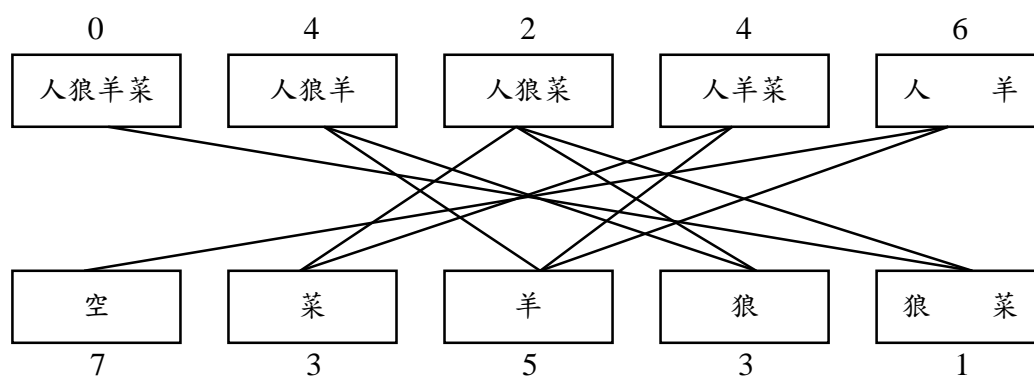 0 4 2 4 6
人狼羊菜 人狼羊 人狼菜 人羊菜 人 羊
空 菜 羊 狼 狼 菜
7 3 5 3 1